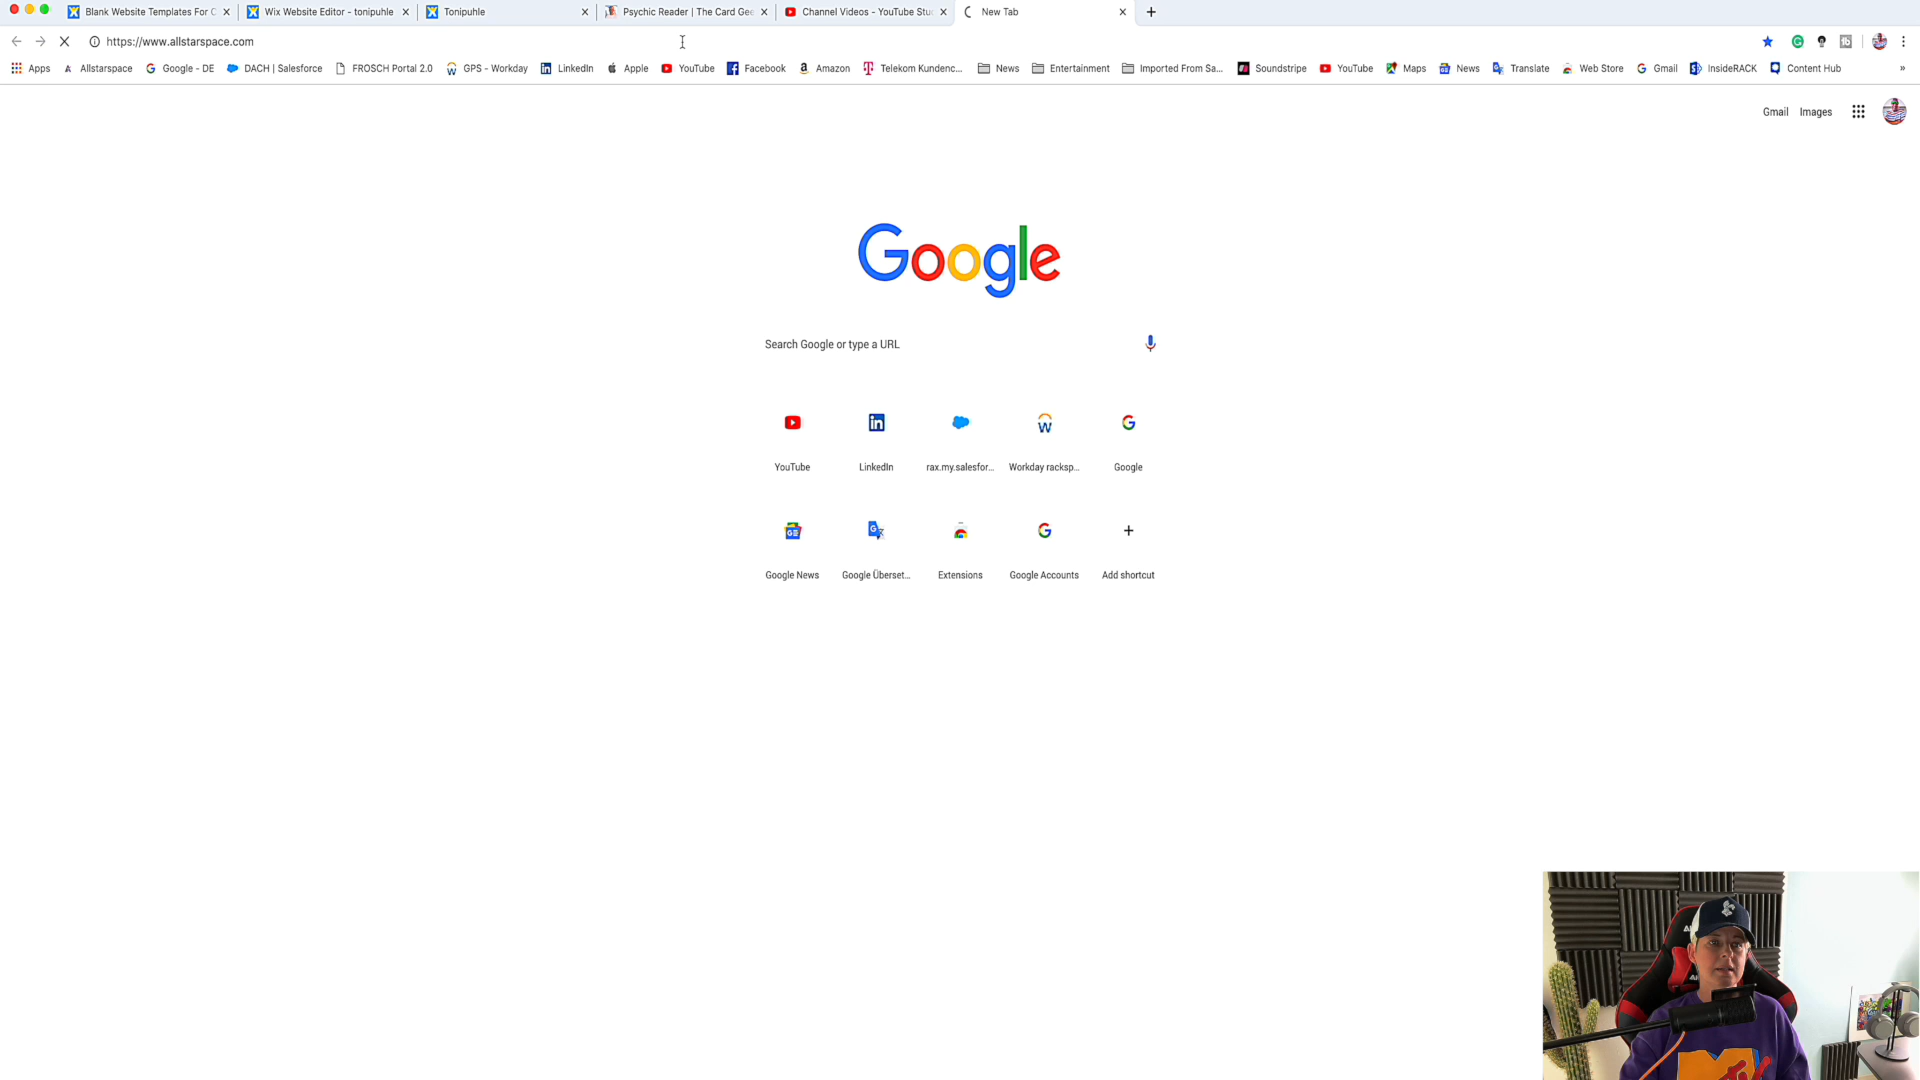 Blank Website Templates For C
Wix Website Editor - tonipuhle
Tonipuhle
Psychic Reader | The Card Gee
Channel Videos - YouTube Stu
New Tab
https://www.allstarspace.com
Apps Allstarspace Google - DE DACH | Salesforce FROSCH Portal 2.0 GPS - Workday LinkedIn Apple YouTube Facebook Amazon Telekom Kundenc... News Entertainment Imported From Sa... Soundstripe YouTube Maps News Translate Web Store Gmail InsideRACK Content Hub »
Gmail Images
Google
Search Google or type a URL
YouTube LinkedIn rax.my.salesfor... Workday racksp... Google
Google News Google Überset... Extensions Google Accounts Add shortcut